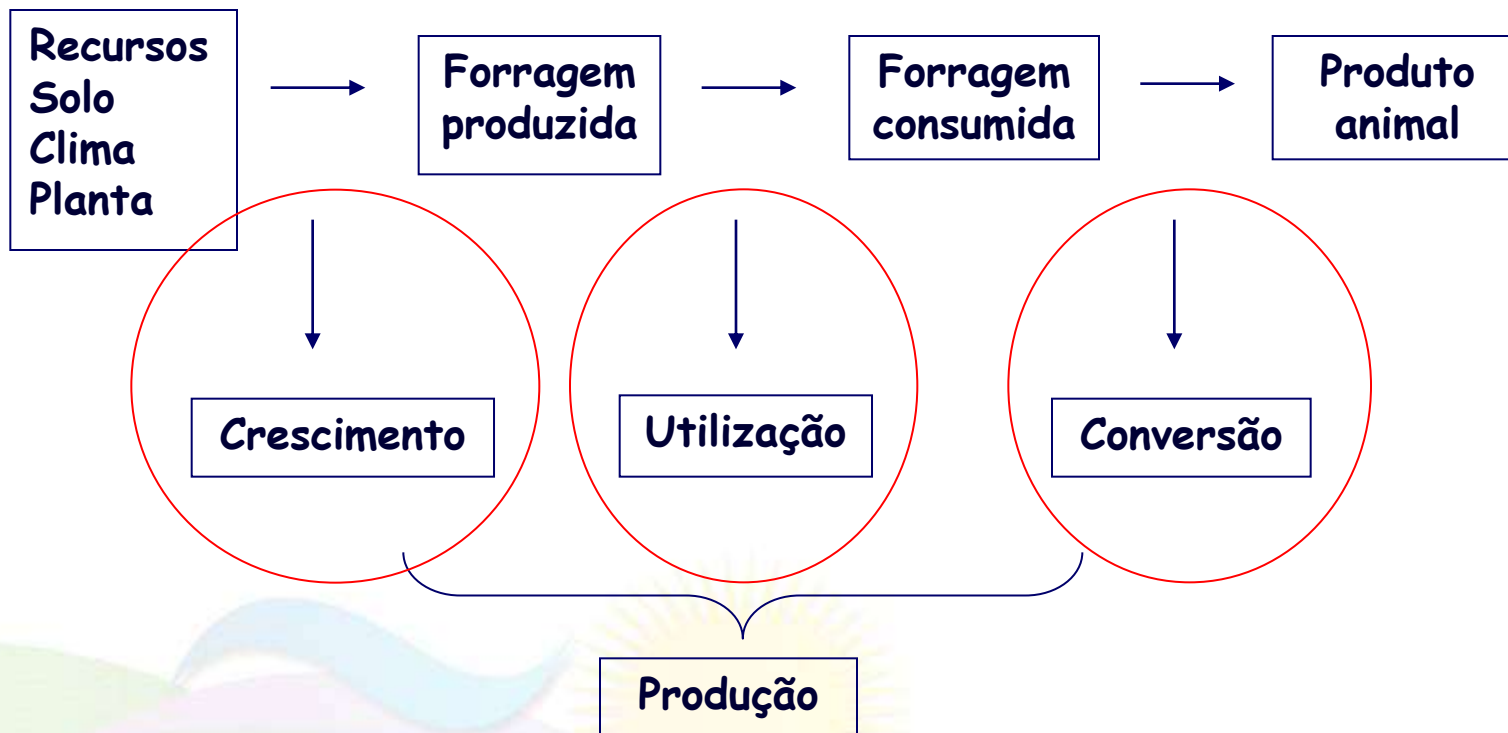 Recursos
Solo
Clima
Planta
Forragem
produzida
Forragem
consumida
Produto
animal
Crescimento
Utilização
Conversão
Produção